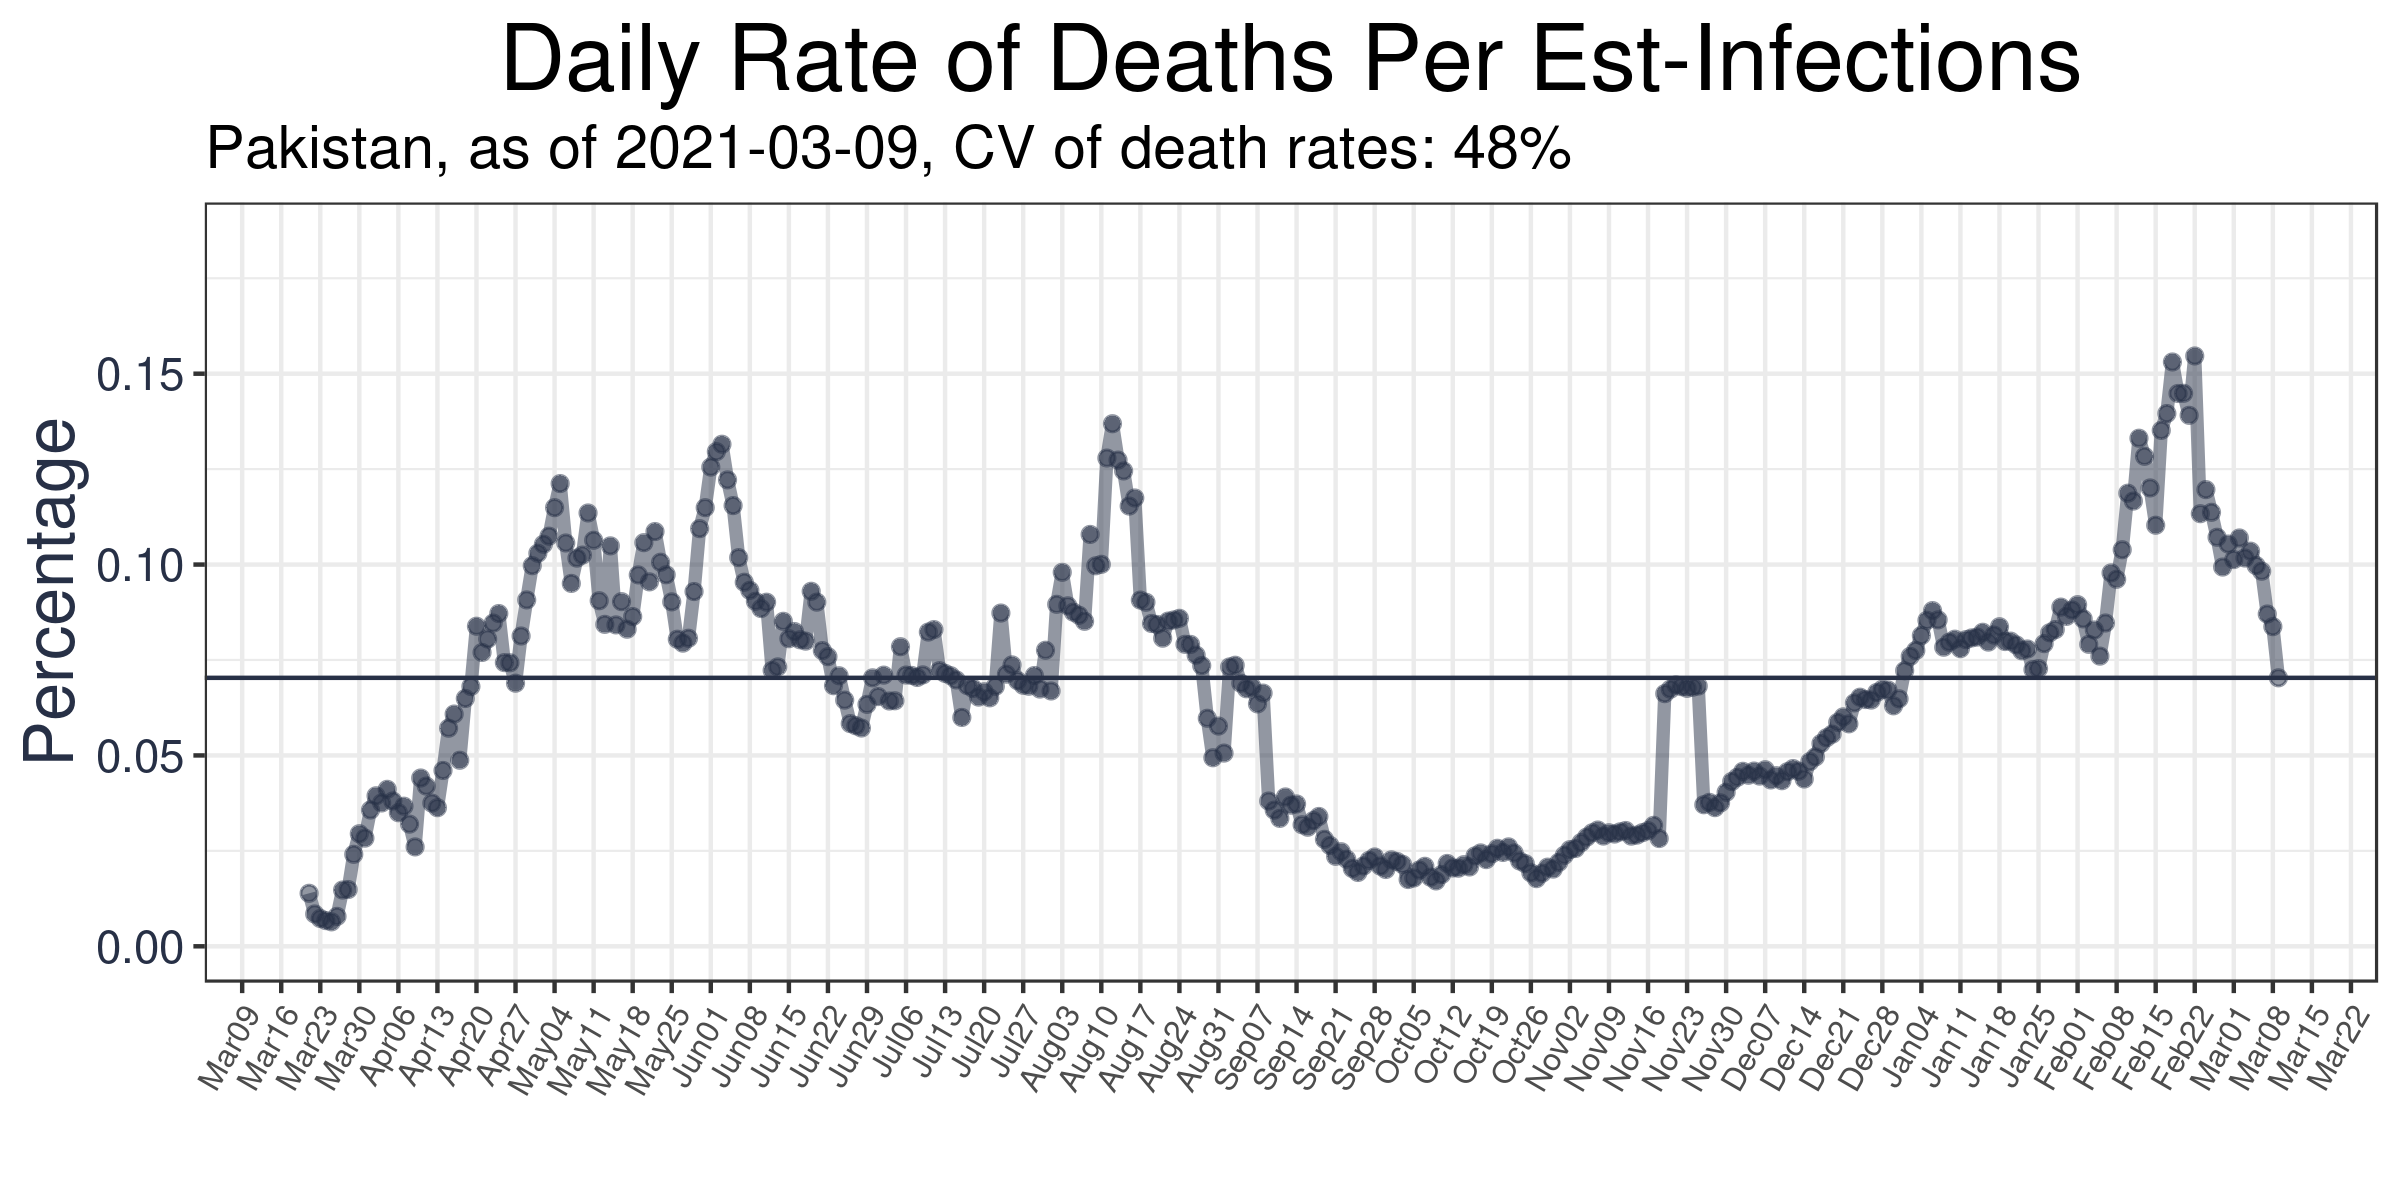 Daily Rate of Deaths Per Est-Infections
Pakistan, as of 2021-03-09, CV of death rates: 48%
Percentage
0.15
0.10
0.05
0.00
Mar09
Mar16
Mar23
Mar30
Apr06
Apr13
Apr20
Apr27
May04
May11
May18
May25
Jun01
Jun08
Jun15
Jun22
Jun29
Jul06
Jul13
Jul20
Jul27
Aug03
Aug10
Aug17
Aug24
Aug31
Sep07
Sep14
Sep21
Sep28
Oct05
Oct12
Oct19
Oct26
Nov02
Nov09
Nov16
Nov23
Nov30
Dec07
Dec14
Dec21
Dec28
Jan04
Jan11
Jan18
Jan25
Feb01
Feb08
Feb15
Feb22
Mar01
Mar08
Mar15
Mar22